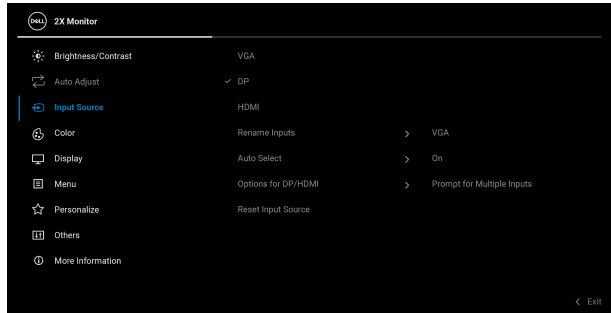 DELL 2X Monitor
Brightness/Contrast VGA
Auto Adjust DP
Input Source HDMI
Color Rename Inputs VGA
Display Auto Select On
Menu Options for DP/HDMI Prompt for Multiple Inputs
Personalize Reset Input Source
Others
More Information
Exit